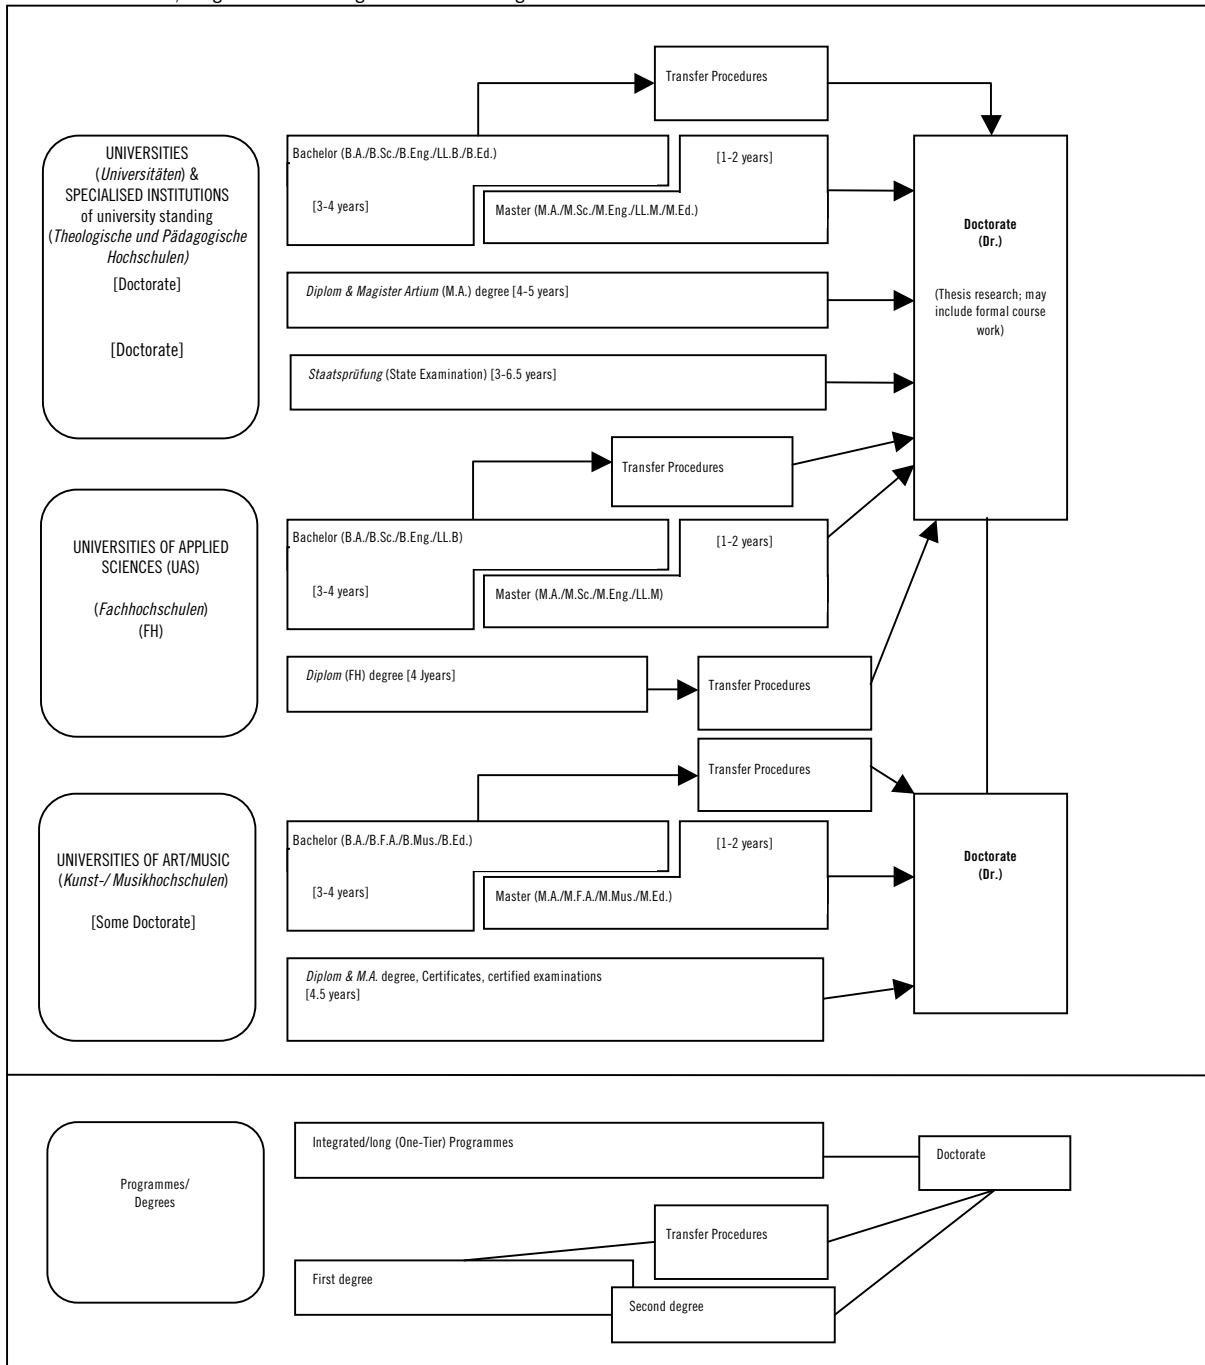 Transfer Procedures
UNIVERSITIES
(Universitäten) &
SPECIALISED INSTITUTIONS
of university standing
(Theologische und Pädagogische
Hochschulen)
[Doctorate]
[Doctorate]
Bachelor (B.A./B.Sc./B.Eng./LL.B./B.Ed.)
[1-2 years]
[3-4 years]
Master (M.A./M.Sc./M.Eng./LL.M./M.Ed.)
Diplom & Magister Artium (M.A.) degree [4-5 years]
Staatsprüfung (State Examination) [3-6.5 years]
Doctorate
(Dr.)
(Thesis research; may
include formal course
work)
Transfer Procedures
UNIVERSITIES OF APPLIED
SCIENCES (UAS)
(Fachhochschulen)
(FH)
Bachelor (B.A./B.Sc./B.Eng./LL.B)
[1-2 years]
[3-4 years]
Master (M.A./M.Sc./M.Eng./LL.M)
Diplom (FH) degree [4 Jyears]
Transfer Procedures
Transfer Procedures
UNIVERSITIES OF ART/MUSIC
(Kunst-/ Musikhochschulen)
[Some Doctorate]
Bachelor (B.A./B.F.A./B.Mus./B.Ed.)
[1-2 years]
[3-4 years]
Master (M.A./M.F.A./M.Mus./M.Ed.)
Diplom & M.A. degree, Certificates, certified examinations
[4.5 years]
Doctorate
(Dr.)
Programmes/
Degrees
Integrated/long (One-Tier) Programmes
Doctorate
Transfer Procedures
First degree
Second degree